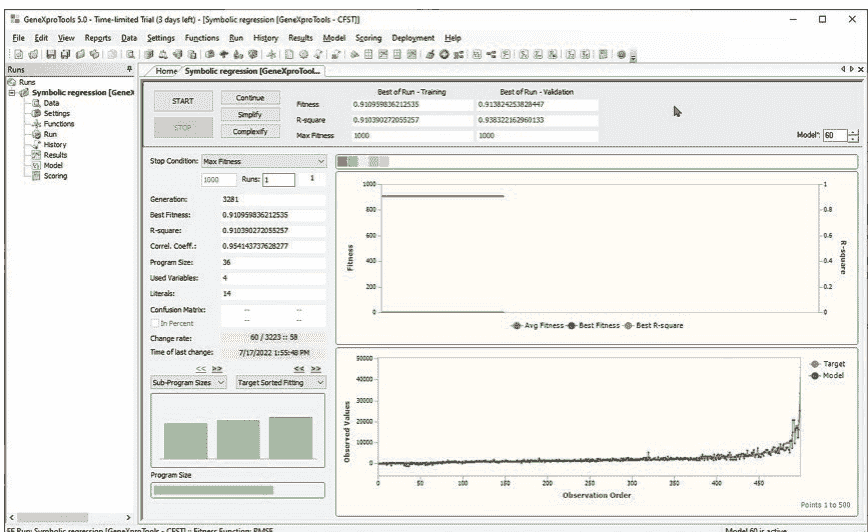 GeneXproTools 5.0 - Time-limited Trial (3 days left) - [Symbolic regression [GeneXproTools - CFST]]
File Edit View Reports Data Settings Functions Run History Results Model Scoring Deployment Help
Runs
Home Symbolic regression [GeneXproTool...
Runs
Symbolic regression [GeneX
Data
Settings
Functions
Run
History
Results
Model
Scoring
START
STOP
Continue
Simplify
Complexify
Best of Run - Training Best of Run - Validation
Fitness 0.910959836212535 0.913824253828447
R-square 0.910390272055257 0.938322162960133
Max Fitness 1000 1000
Model*: 60
Stop Condition: Max Fitness
1000 Runs: 1 1
Generation: 3281
Best Fitness: 0.910959836212535
R-square: 0.910390272055257
Correl. Coeff.: 0.954143737628277
Program Size: 36
Used Variables: 4
Literals: 14
Confusion Matrix: -- --
In Percent -- --
Change rate: 60 / 3223 :: 58
Time of last change: 7/17/2022 1:55:48 PM
<< >> << >>
Sub-Program Sizes Target Sorted Fitting
Program Size
1000
800
600
400
200
0
Fitness
1
0.8
0.6
0.4
0.2
0
R-square
Avg Fitness Best Fitness Best R-square
50000
40000
30000
20000
10000
0
Observed Values
0 50 100 150 200 250 300 350 400 450
Observation Order
Target
Model
Points 1 to 500
Model 60 is active